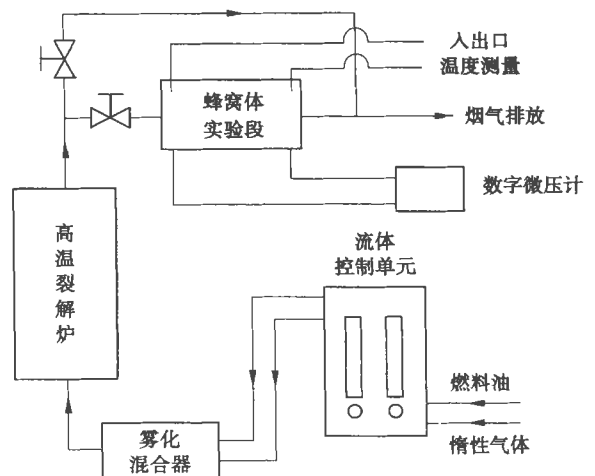 入出口
温度测量
蜂窝体
实验段
烟气排放
数字微压计
高温裂解炉
流体
控制单元
燃料油
惰性气体
雾化
混合器